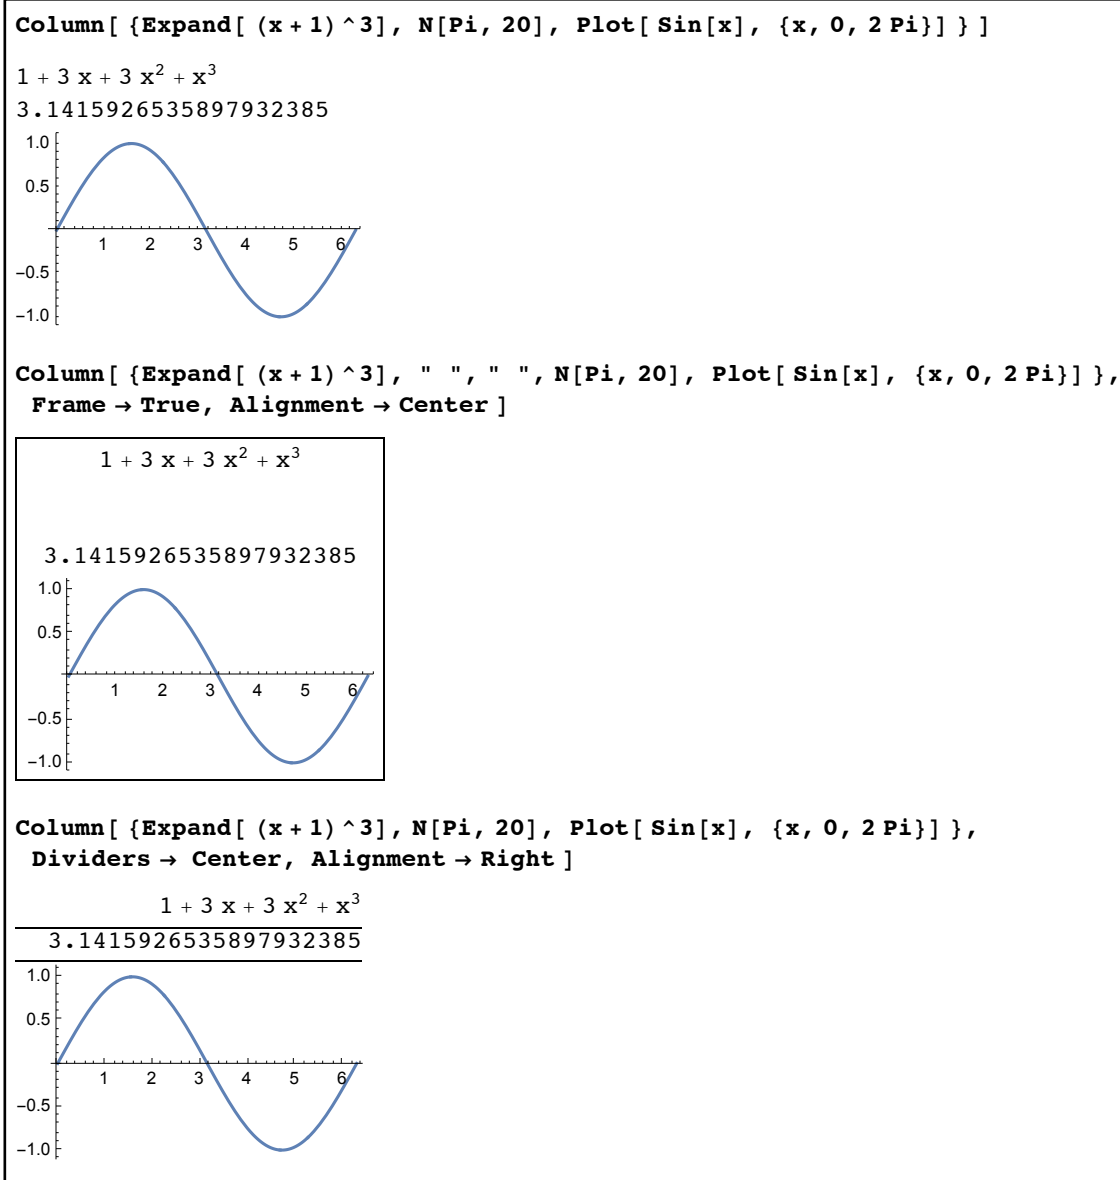 Column[ {Expand[ (x + 1) ^ 3], N[Pi, 20], Plot[ Sin[x], {x, 0, 2 Pi}] } ]
1 + 3 x + 3 x² + x³
3.1415926535897932385
1.0
0.5
1 2 3 4 5 6
−0.5
−1.0
Column[ {Expand[ (x + 1) ^ 3], " ", " ", N[Pi, 20], Plot[ Sin[x], {x, 0, 2 Pi}] },
Frame → True, Alignment → Center ]
1 + 3 x + 3 x² + x³
3.1415926535897932385
1.0
0.5
1 2 3 4 5 6
−0.5
−1.0
Column[ {Expand[ (x + 1) ^ 3], N[Pi, 20], Plot[ Sin[x], {x, 0, 2 Pi}] },
Dividers → Center, Alignment → Right ]
1 + 3 x + 3 x² + x³
3.1415926535897932385
1.0
0.5
1 2 3 4 5 6
−0.5
−1.0